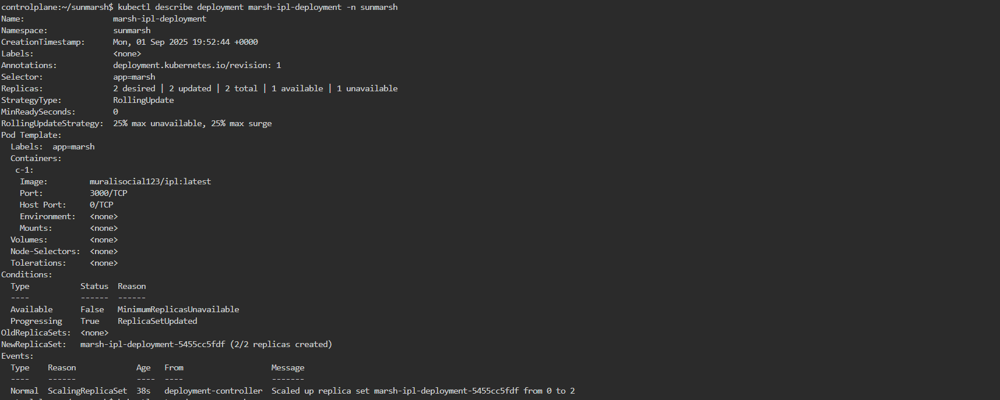 controlplane:~/sunmarsh$ kubectl describe deployment marsh-ipl-deployment -n sunmarsh
Name:                   marsh-ipl-deployment
Namespace:              sunmarsh
CreationTimestamp:      Mon, 01 Sep 2025 19:52:44 +0000
Labels:                 <none>
Annotations:            deployment.kubernetes.io/revision: 1
Selector:               app=marsh
Replicas:               2 desired | 2 updated | 2 total | 1 available | 1 unavailable
StrategyType:           RollingUpdate
MinReadySeconds:        0
RollingUpdateStrategy:  25% max unavailable, 25% max surge
Pod Template:
  Labels:  app=marsh
  Containers:
   c-1:
    Image:         muralisocial123/ipl:latest
    Port:          3000/TCP
    Host Port:     0/TCP
    Environment:   <none>
    Mounts:        <none>
  Volumes:         <none>
  Node-Selectors:  <none>
  Tolerations:     <none>
Conditions:
  Type           Status  Reason
  ----           ------  ------
  Available      False   MinimumReplicasUnavailable
  Progressing    True    ReplicaSetUpdated
OldReplicaSets:  <none>
NewReplicaSet:   marsh-ipl-deployment-5455cc5fdf (2/2 replicas created)
Events:
  Type    Reason             Age   From                   Message
  ----    ------             ----  ----                   -------
  Normal  ScalingReplicaSet  38s   deployment-controller  Scaled up replica set marsh-ipl-deployment-5455cc5fdf from 0 to 2